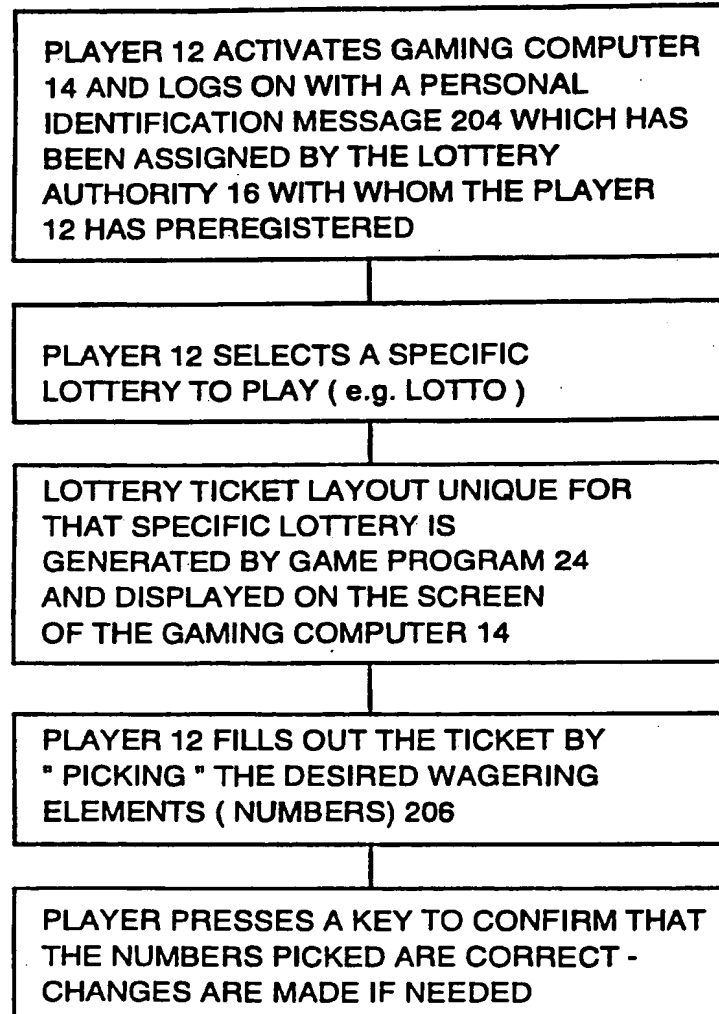 PLAYER 12 ACTIVATES GAMING COMPUTER
14 AND LOGS ON WITH A PERSONAL
IDENTIFICATION MESSAGE 204 WHICH HAS
BEEN ASSIGNED BY THE LOTTERY
AUTHORITY 16 WITH WHOM THE PLAYER
12 HAS PREREGISTERED
PLAYER 12 SELECTS A SPECIFIC
LOTTERY TO PLAY ( e.g. LOTTO )
LOTTERY TICKET LAYOUT UNIQUE FOR
THAT SPECIFIC LOTTERY IS
GENERATED BY GAME PROGRAM 24
AND DISPLAYED ON THE SCREEN
OF THE GAMING COMPUTER 14
PLAYER 12 FILLS OUT THE TICKET BY
" PICKING " THE DESIRED WAGERING
ELEMENTS ( NUMBERS) 206
PLAYER PRESSES A KEY TO CONFIRM THAT
THE NUMBERS PICKED ARE CORRECT -
CHANGES ARE MADE IF NEEDED